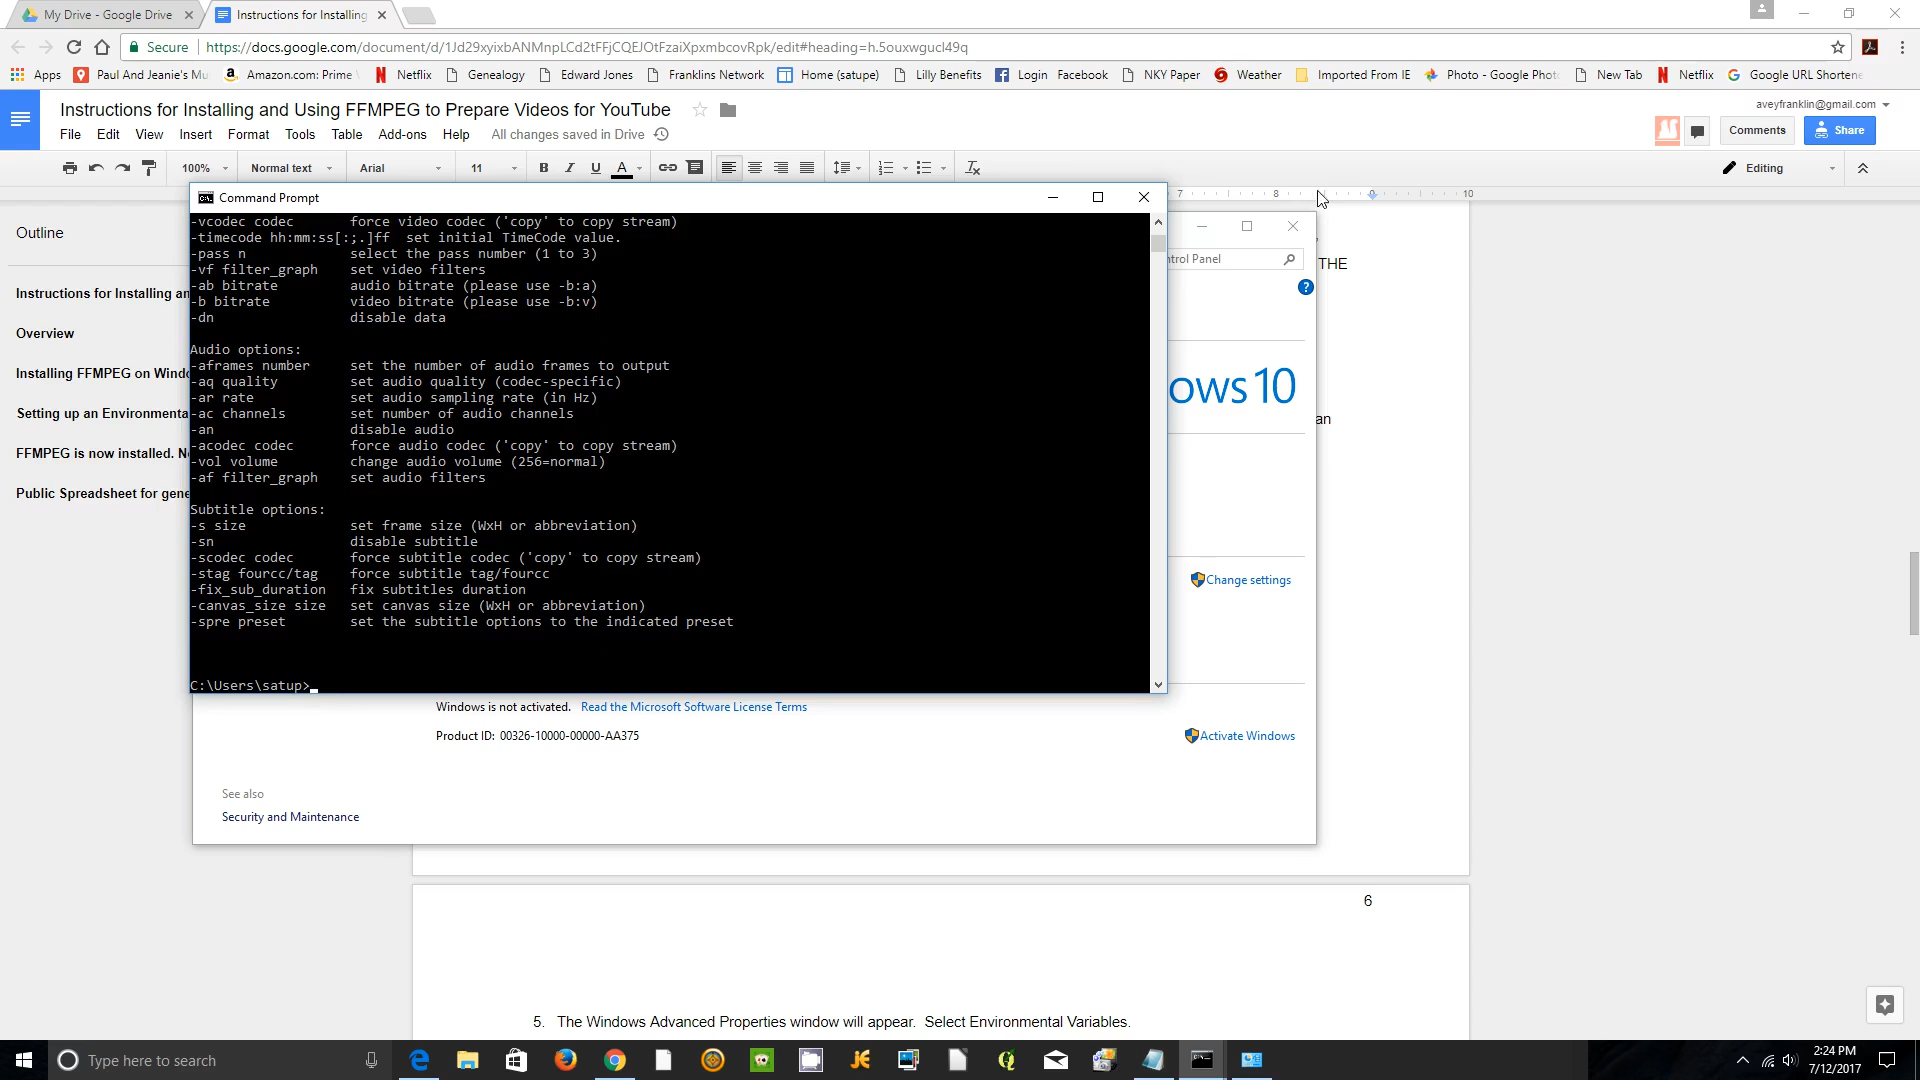 My Drive - Google Drive
Instructions for Installing
Secure
https://docs.google.com/document/d/1Jd29xyixbANMnpLCd2tFFjCQEJOtFzaiXpxmbcovRpk/edit#heading=h.5ouxwgucl49q
Apps Paul And Jeanie's Mu Amazon.com: Prime Netflix Genealogy Edward Jones Franklins Network Home (satupe) Lilly Benefits Login Facebook NKY Paper Weather Imported From IE Photo - Google Phot New Tab Netflix Google URL Shortene
Instructions for Installing and Using FFMPEG to Prepare Videos for YouTube
aveyfranklin@gmail.com
File Edit View Insert Format Tools Table Add-ons Help All changes saved in Drive
Comments Share
100% Normal text Arial 11 B I U A Editing
7 8 9 10
Command Prompt
Outline
Instructions for Installing an
Overview
Installing FFMPEG on Windo
Setting up an Environmenta
FFMPEG is now installed. N
Public Spreadsheet for gene
-vcodec codec force video codec ('copy' to copy stream)
-timecode hh:mm:ss[:;.]ff set initial TimeCode value.
-pass n select the pass number (1 to 3)
-vf filter_graph set video filters
-ab bitrate audio bitrate (please use -b:a)
-b bitrate video bitrate (please use -b:v)
-dn disable data
Audio options:
-aframes number set the number of audio frames to output
-aq quality set audio quality (codec-specific)
-ar rate set audio sampling rate (in Hz)
-ac channels set number of audio channels
-an disable audio
-acodec codec force audio codec ('copy' to copy stream)
-vol volume change audio volume (256=normal)
-af filter_graph set audio filters
Subtitle options:
-s size set frame size (WxH or abbreviation)
-sn disable subtitle
-scodec codec force subtitle codec ('copy' to copy stream)
-stag fourcc/tag force subtitle tag/fourcc
-fix_sub_duration fix subtitles duration
-canvas_size size set canvas size (WxH or abbreviation)
-spre preset set the subtitle options to the indicated preset
C:\Users\satup>
ntrol Panel
THE
ows 10
an
Change settings
Windows is not activated. Read the Microsoft Software License Terms
Product ID: 00326-10000-00000-AA375
Activate Windows
See also
Security and Maintenance
6
5. The Windows Advanced Properties window will appear. Select Environmental Variables.
Type here to search
2:24 PM
7/12/2017